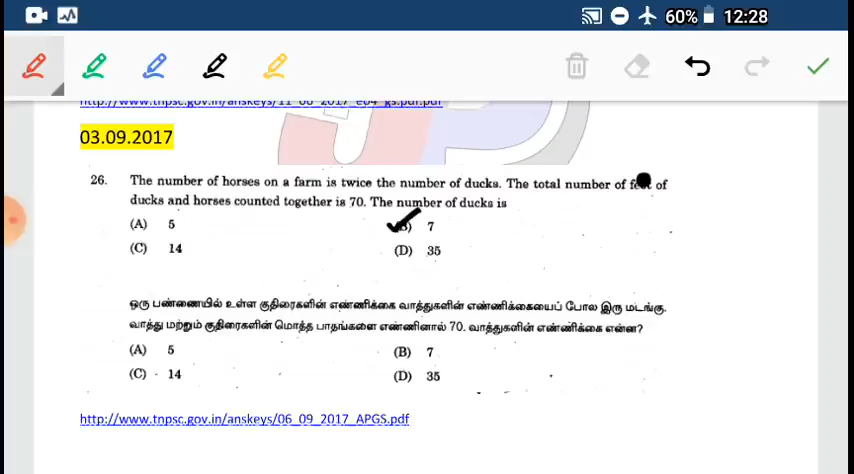 60% 12:28
http://www.tnpsc.gov.in/anskeys/11_06_2017_e04_gs.pdf.pdf
03.09.2017
26. The number of horses on a farm is twice the number of ducks. The total number of feet of
ducks and horses counted together is 70. The number of ducks is
(A) 5 (B) 7
(C) 14 (D) 35
ஒரு பண்ணையில் உள்ள குதிரைகளின் எண்ணிக்கை வாத்துகளின் எண்ணிக்கையைப் போல இரு மடங்கு.
வாத்து மற்றும் குதிரைகளின் மொத்த பாதங்களை எண்ணினால் 70. வாத்துகளின் எண்ணிக்கை என்ன?
(A) 5 (B) 7
(C) 14 (D) 35
http://www.tnpsc.gov.in/anskeys/06_09_2017_APGS.pdf